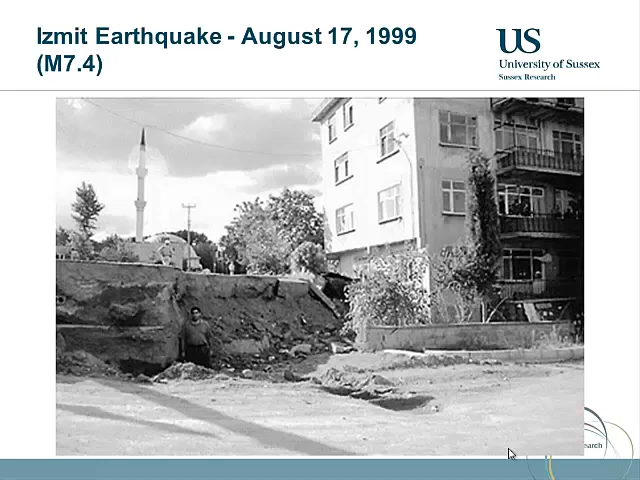 Izmit Earthquake - August 17, 1999
(M7.4)
US
University of Sussex
Sussex Research